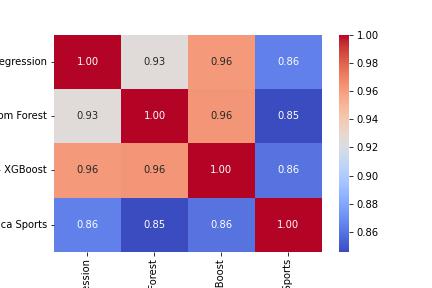 egression 1.00 0.93 0.96 0.86
om Forest 0.93 1.00 0.96 0.85
XGBoost 0.96 0.96 1.00 0.86
ca Sports 0.86 0.85 0.86 1.00
ession
Forest
Boost
Sports
1.00
0.98
0.96
0.94
0.92
0.90
0.88
0.86